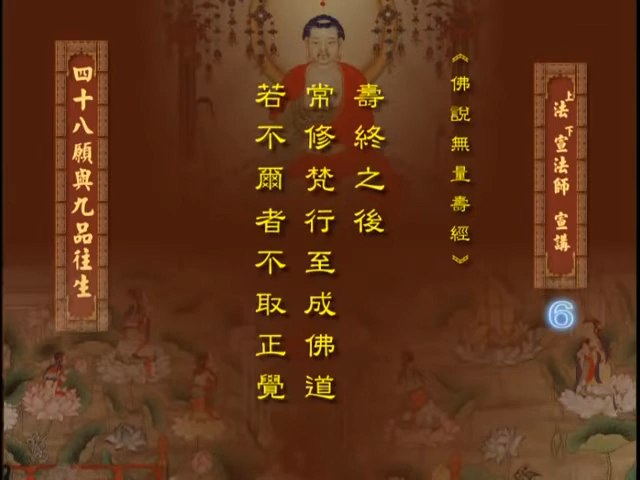 上法下宣法師 宣講
6
《佛說無量壽經》
壽終之後
常修梵行至成佛道
若不爾者不取正覺
四十八願與九品往生